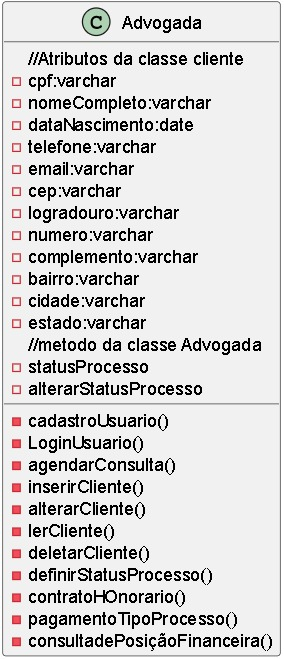 C Advogada
//Atributos da classe cliente
cpf:varchar
nomeCompleto:varchar
dataNascimento:date
telefone:varchar
email:varchar
cep:varchar
logradouro:varchar
numero:varchar
complemento:varchar
bairro:varchar
cidade:varchar
estado:varchar
//metodo da classe Advogada
statusProcesso
alterarStatusProcesso
cadastroUsuario()
LoginUsuario()
agendarConsulta()
inserirCliente()
alterarCliente()
lerCliente()
deletarCliente()
definirStatusProcesso()
contratoHOnorario()
pagamentoTipoProcesso()
consultadePosiçãoFinanceira()